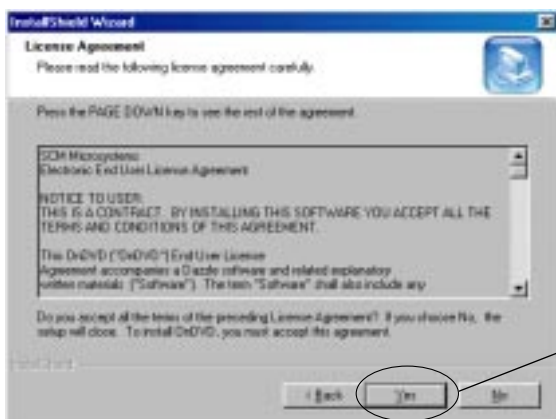 InstallShield Wizard
License Agreement
Please read the following license agreement carefully.
Press the PAGE DOWN key to see the rest of the agreement.
SCM Microsystems
Electronic End User License Agreement
NOTICE TO USER:
THIS IS A CONTRACT. BY INSTALLING THIS SOFTWARE YOU ACCEPT ALL THE
TERMS AND CONDITIONS OF THIS AGREEMENT.
This OnDVD ("OnDVD") End User License
Agreement accompanies a Dazzle software and related explanatory
written materials ("Software"). The term "Software" shall also include any
Do you accept all the terms of the preceding License Agreement? If you choose No, the
setup will close. To install OnDVD, you must accept this agreement.
InstallShield
< Back
Yes
No